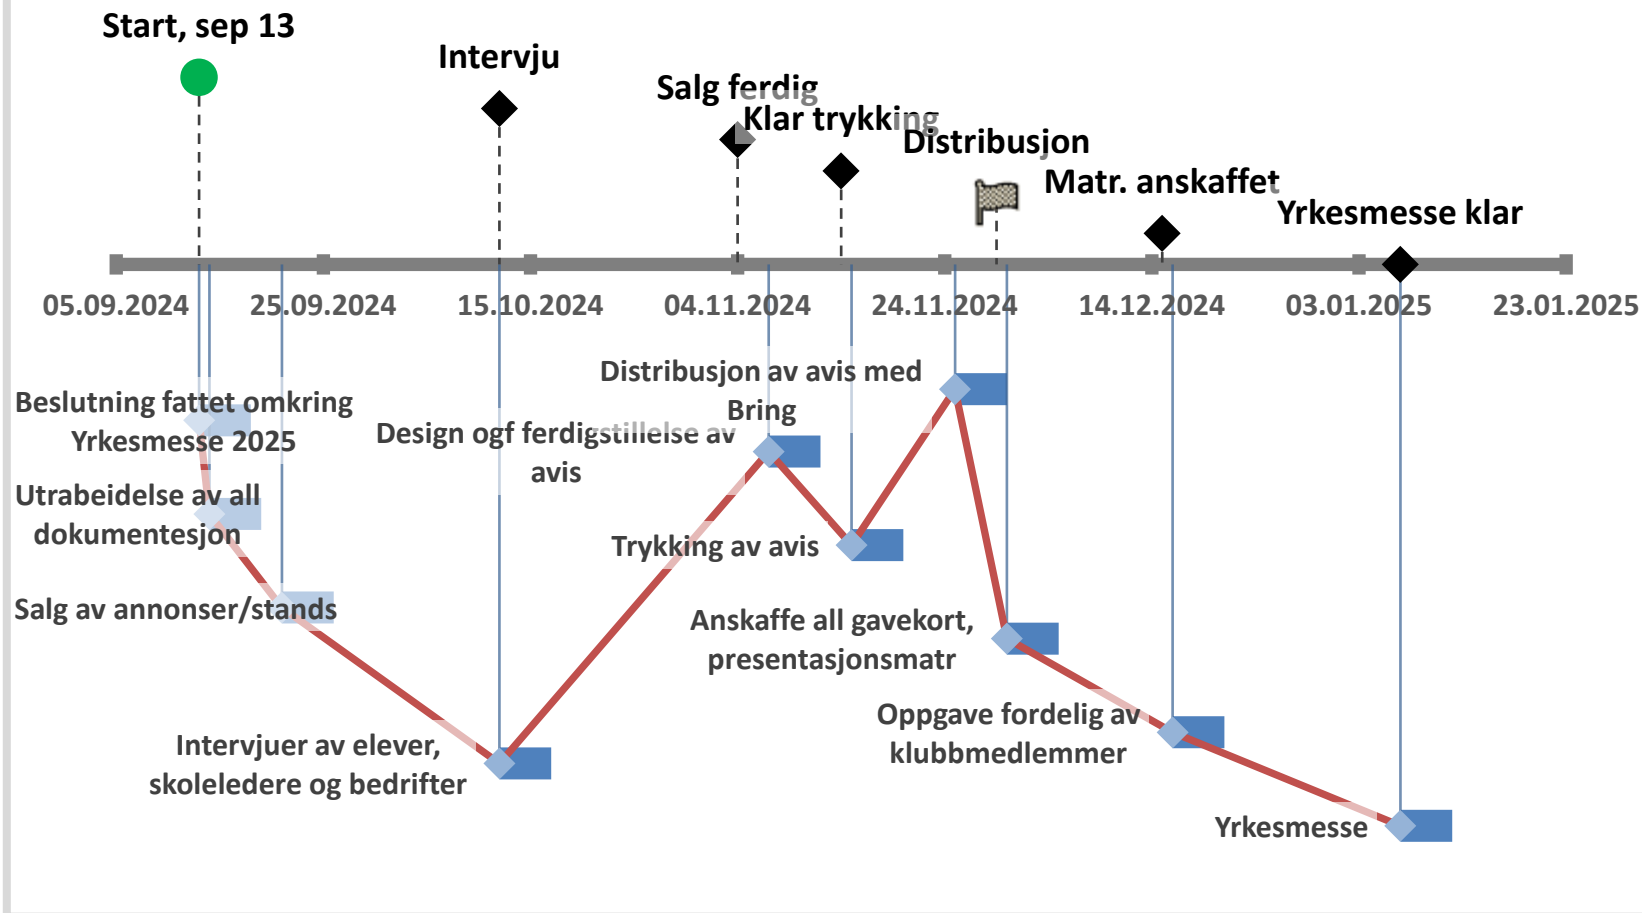 Start, sep 13
Intervju
Salg ferdig
Klar trykking
Distribusjon
Matr. anskaffet
Yrkesmesse klar
05.09.2024
25.09.2024
15.10.2024
04.11.2024
24.11.2024
14.12.2024
03.01.2025
23.01.2025
Distribusjon av avis med
Bring
Beslutning fattet omkring
Yrkesmesse 2025
Design ogf ferdigstillelse av
avis
Utrabeidelse av all
dokumentesjon
Trykking av avis
Salg av annonser/stands
Anskaffe all gavekort,
presentasjonsmatr
Oppgave fordelig av
klubbmedlemmer
Intervjuer av elever,
skoleledere og bedrifter
Yrkesmesse